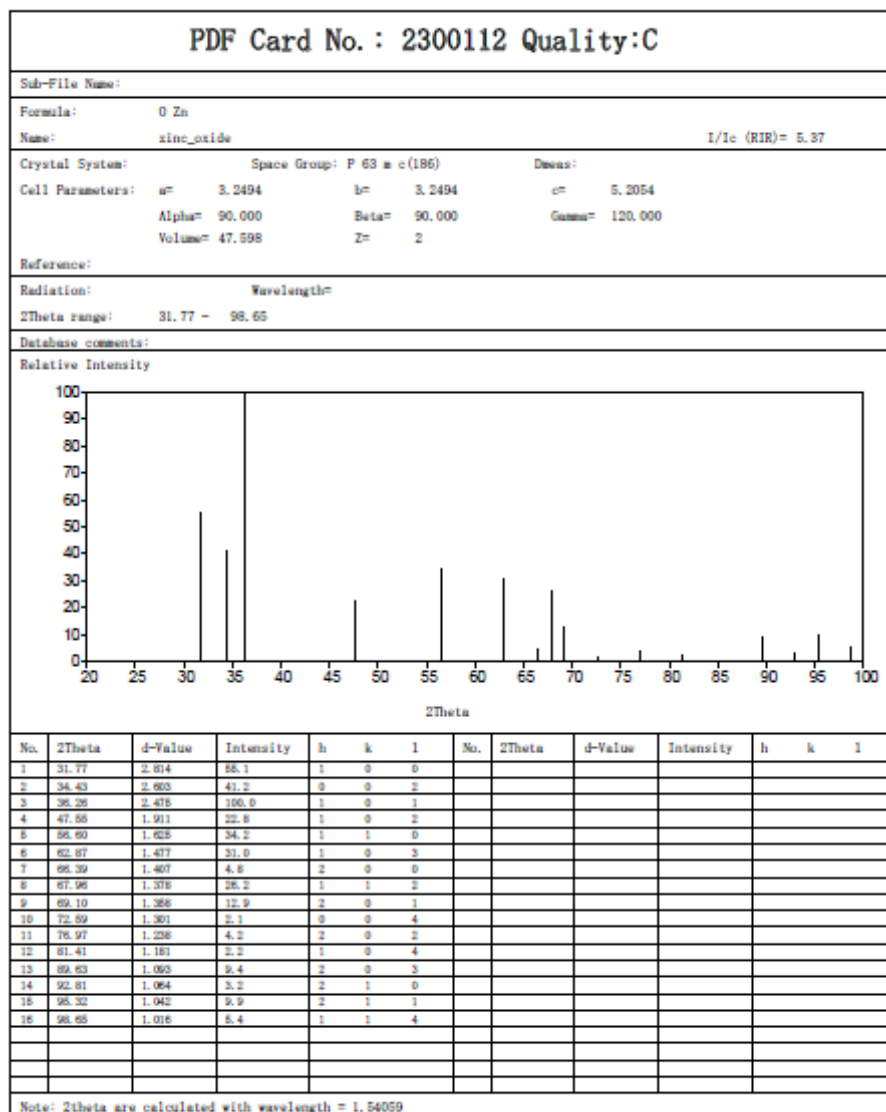 PDF Card No.: 2300112 Quality:C
Sub-File Name:
Formula: O Zn
Name: zinc_oxide I/Ic (RIR)= 5.37
Crystal System: Space Group: P 63 m c(186) Dmeas:
Cell Parameters: a= 3.2494 b= 3.2494 c= 5.2054
Alpha= 90.000 Beta= 90.000 Gamma= 120.000
Volume= 47.598 Z= 2
Reference:
Radiation: Wavelength=
2Theta range: 31.77 - 98.65
Database comments:
Relative Intensity
100
90
80
70
60
50
40
30
20
10
0
20 25 30 35 40 45 50 55 60 65 70 75 80 85 90 95 100
2Theta
No. 2Theta d-Value Intensity h k l No. 2Theta d-Value Intensity h k l
1 31.77 2.814 55.1 1 0 0
2 34.43 2.603 41.2 0 0 2
3 36.26 2.475 100.0 1 0 1
4 47.55 1.911 22.8 1 0 2
5 56.60 1.625 34.2 1 1 0
6 62.87 1.477 31.0 1 0 3
7 66.39 1.407 4.8 2 0 0
8 67.96 1.378 26.2 1 1 2
9 69.10 1.358 12.9 2 0 1
10 72.59 1.301 2.1 0 0 4
11 76.97 1.238 4.2 2 0 2
12 81.41 1.181 2.2 1 0 4
13 89.63 1.093 9.4 2 0 3
14 92.81 1.064 3.2 2 1 0
15 95.32 1.042 9.9 2 1 1
16 98.65 1.016 5.4 1 1 4
Note: 2theta are calculated with wavelength = 1.54059